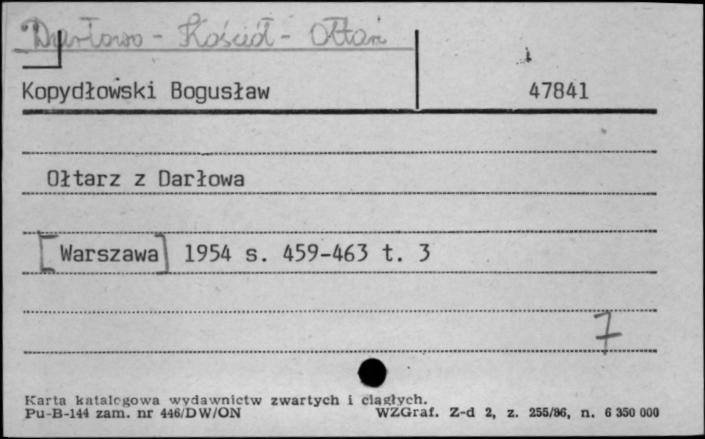 Darłowo - Kościół - Ołtarz
Kopydłowski Bogusław 47841
Ołtarz z Darłowa
[Warszawa] 1954 s. 459-463 t. 3
7
Karta katalogowa wydawnictw zwartych i ciągłych.
Pu-B-144 zam. nr 446/DW/ON WZGraf. Z-d 2, z. 255/86, n. 6 350 000